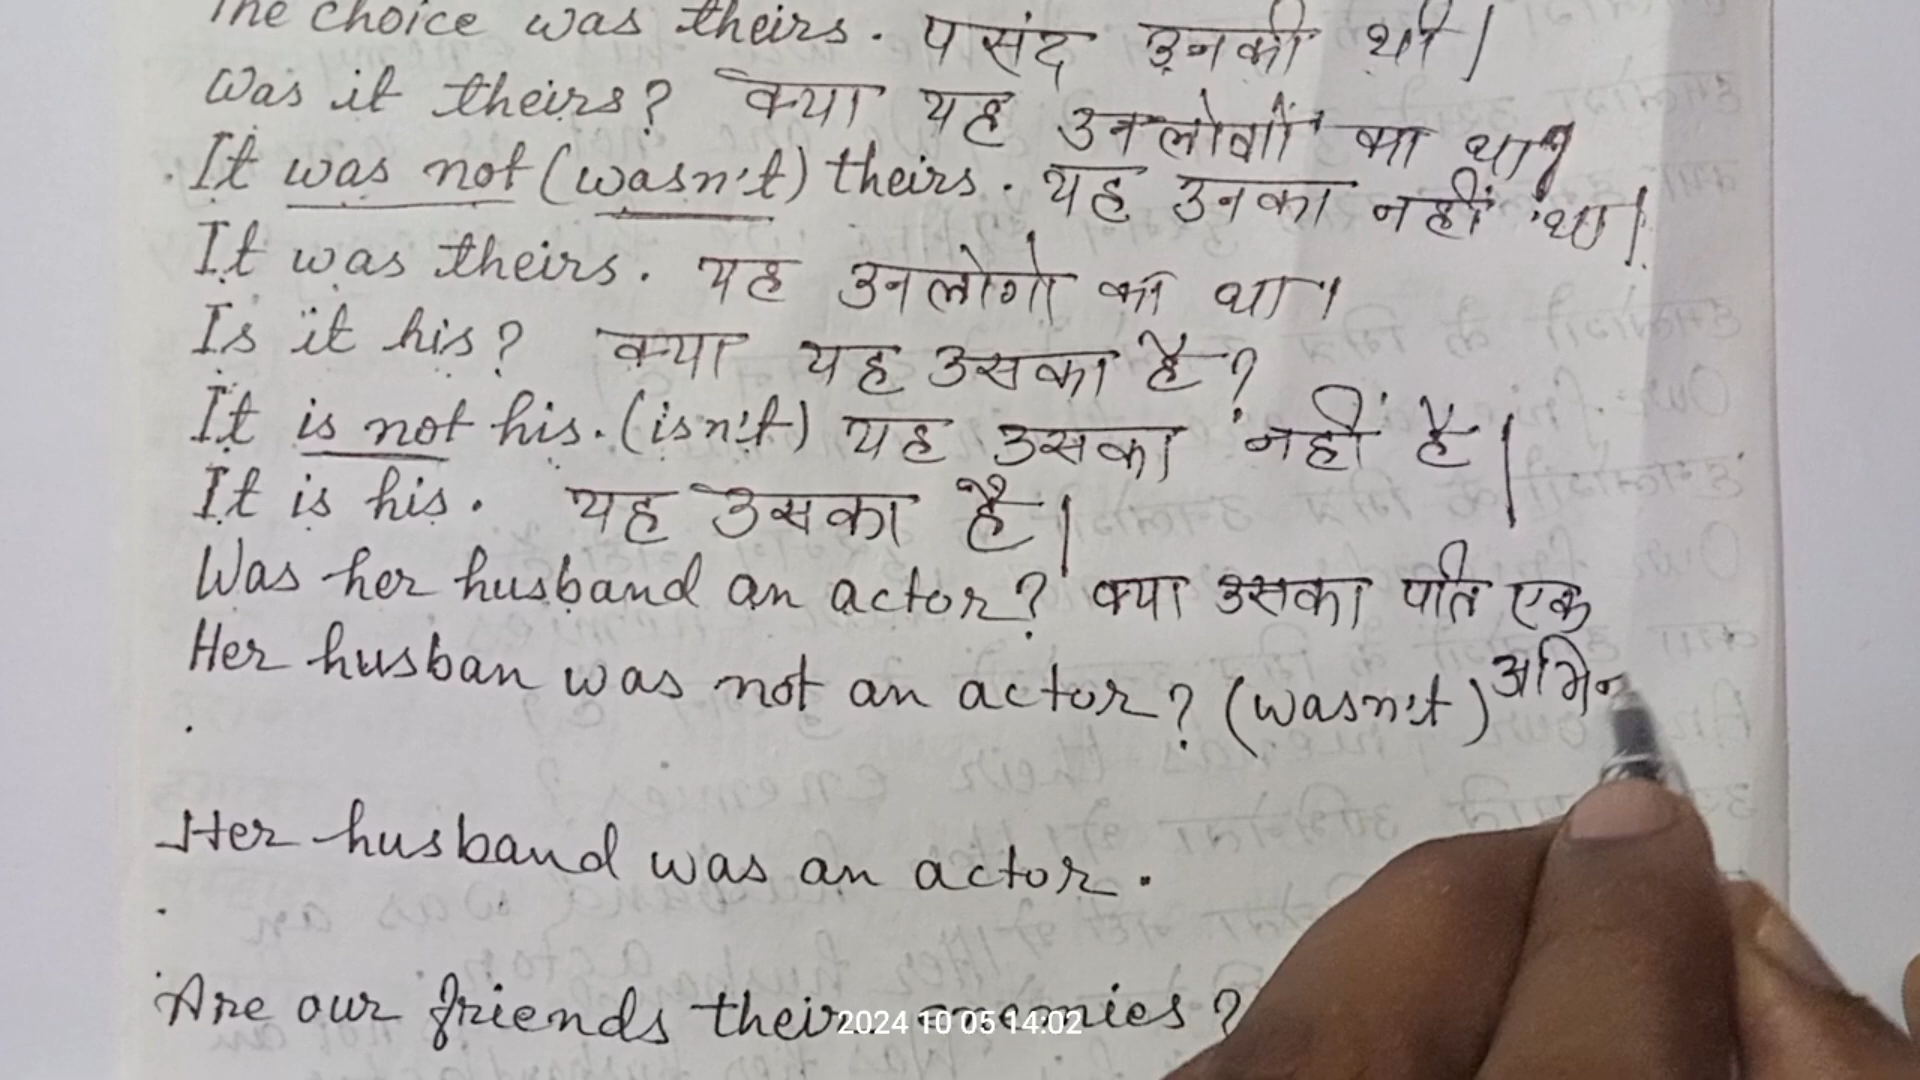 The choice was theirs. पसंद उनकी थी।
Was it theirs? क्या यह उनलोगों का था?
It was not (wasn't) theirs. यह उनका नहीं था।
It was theirs. यह उनलोगो का था।
Is it his? क्या यह उसका है?
It is not his. (isn't) यह उसका नहीं है।
It is his. यह उसका है।
Was her husband an actor? क्या उसका पति एक
अभिन
Her husban was not an actor? (wasn't)
Her husband was an actor.
Are our friends their enemies?
2024 10 05 14:02